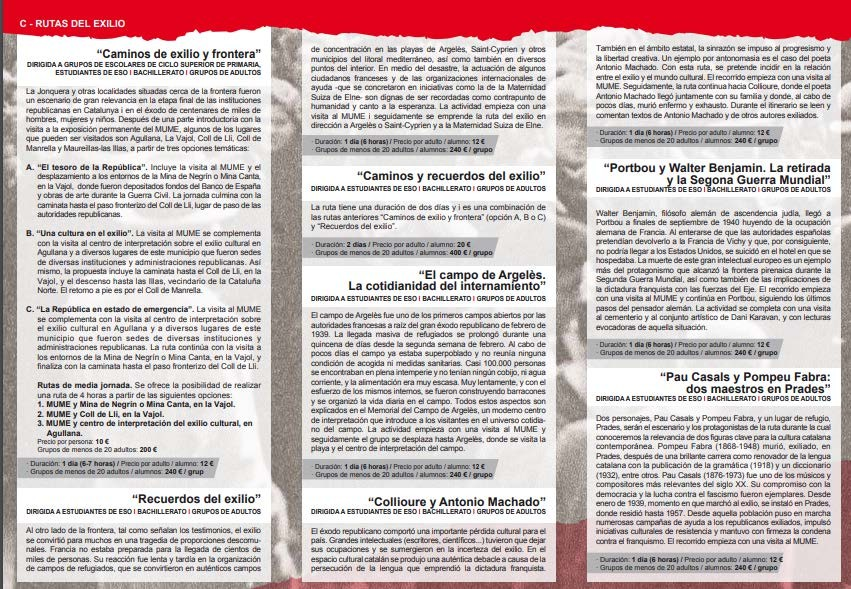 C - RUTAS DEL EXILIO
“Caminos de exilio y frontera”
DIRIGIDA A GRUPOS DE ESCOLARES DE CICLO SUPERIOR DE PRIMARIA,
ESTUDIANTES DE ESO I BACHILLERATO I GRUPOS DE ADULTOS
La Jonquera y otras localidades situadas cerca de la frontera fueron
un escenario de gran relevancia en la etapa final de las instituciones
republicanas en Catalunya i en el éxodo de centenares de miles de
hombres, mujeres y niños. Después de una parte introductoria con la
visita a la exposición permanente del MUME, algunos de los lugares
que pueden ser visitados son Agullana, La Vajol, Coll de Lli, Coll de
Manrella y Maureillas-las Illas, a partir de tres opciones temáticas:
A. “El tesoro de la República”. Incluye la visita al MUME y el
desplazamiento a los entornos de la Mina de Negrín o Mina Canta,
en la Vajol, donde fueron depositados fondos del Banco de España
y obras de arte durante la Guerra Civil. La jornada culmina con la
caminata hasta el paso fronterizo del Coll de Lli, lugar de paso de las
autoridades republicanas.
B. “Una cultura en el exilio”. La visita al MUME se complementa
con la visita al centro de interpretación sobre el exilio cultural en
Agullana y a diversos lugares de este municipio que fueron sedes
de diversas instituciones y administraciones republicanas. Así
mismo, la propuesta incluye la caminata hasta el Coll de Lli, en la
Vajol, y el descenso hasta las Illas, vecindario de la Cataluña
Norte. El retorno a pie es por el Coll de Manrella.
C. “La República en estado de emergencia”. La visita al MUME
se complementa con la visita al centro de interpretación sobre
el exilio cultural en Agullana y a diversos lugares de este
municipio que fueron sedes de diversas instituciones y
administraciones republicanas. La ruta continúa con la visita a
los entornos de la Mina de Negrín o Mina Canta, en la Vajol, y
finaliza con la caminata hasta el paso fronterizo del Coll de Lli.
Rutas de media jornada. Se ofrece la posibilidad de realizar
una ruta de 4 horas a partir de las siguientes opciones:
1. MUME y Mina de Negrín o Mina Canta, en la Vajol.
2. MUME y Coll de Lli, en la Vajol.
3. MUME y centro de interpretación del exilio cultural, en
Agullana.
Precio por persona: 10 €
Grupos de menos de 20 adultos: 200 €
· Duración: 1 día (6-7 horas) / Precio por adulto / alumno: 12 €
· Grupos de menos de 20 adultos / alumnos: 240 € / grup
“Recuerdos del exilio”
DIRIGIDA A ESTUDIANTES DE ESO I BACHILLERATO I GRUPOS DE ADULTOS
Al otro lado de la frontera, tal como señalan los testimonios, el exilio
se convirtió para muchos en una tragedia de proporciones descomu-
nales. Francia no estaba preparada para la llegada de cientos de
miles de personas. Su reacción fue lenta y tardía en la organización
de campos de refugiados, que se convirtieron en auténticos campos
de concentración en las playas de Argelès, Saint-Cyprien y otros
municipios del litoral mediterráneo, así como también en diversos
puntos del interior. En medio del desastre, la actuación de algunos
ciudadanos franceses y de las organizaciones internacionales de
ayuda -que se concretaron en iniciativas como la de la Maternidad
Suiza de Elne- son dignas de ser recordadas como contrapunto de
humanidad y canto a la esperanza. La actividad empieza con una
visita al MUME i seguidamente se emprende la ruta del exilio en
dirección a Argelès o Saint-Cyprien y a la Maternidad Suiza de Elne.
· Duración: 1 día (6 horas) / Precio por adulto / alumno: 12 €
· Grupos de menos de 20 adultos / alumnos: 240 € / grupo
“Caminos y recuerdos del exilio”
DIRIGIDA A ESTUDIANTES DE ESO I BACHILLERATO I GRUPOS DE ADULTOS
La ruta tiene una duración de dos días y i es una combinación de
las rutas anteriores “Caminos de exilio y frontera” (opción A, B o C)
y “Recuerdos del exilio”.
· Duración: 2 días / Precio por adulto / alumno: 20 €
· Grupos de menos de 20 adultos / alumnos: 400 € / grupo
“El campo de Argelès.
La cotidianidad del internamiento”
DIRIGIDA A ESTUDIANTES DE ESO I BACHILLERATO I GRUPOS DE ADULTOS
El campo de Argelès fue uno de los primeros campos abiertos por las
autoridades francesas a raíz del gran éxodo republicano de febrero de
1939. La llegada masiva de refugiados se prolongó durante una
quincena de días desde la segunda semana de febrero. Al cabo de
pocos días el campo ya estaba superpoblado y no reunía ninguna
condición de acogida ni medidas sanitarias. Casi 100.000 personas
se encontraban en plena intemperie y no tenían ningún cobijo, ni agua
corriente, y la alimentación era muy escasa. Muy lentamente, y con el
esfuerzo de los mismos internos, se fueron construyendo barracones
y se organizó la vida diaria en el campo. Todos estos aspectos son
explicados en el Memorial del Campo de Argelès, un moderno centro
de interpretación que introduce a los visitantes en el universo cotidia-
no del campo. La actividad empieza con una visita al MUME y
seguidamente el grupo se desplaza hasta Argelès, donde se visita la
playa y el centro de interpretación del campo.
· Duración: 1 día (6 horas) / Precio por adulto / alumno: 12 €
· Grupos de menos de 20 adultos / alumnos: 240 € / grupo
“Collioure y Antonio Machado”
DIRIGIDA A ESTUDIANTES DE ESO I BACHILLERATO I GRUPOS DE ADULTOS
El éxodo republicano comportó una importante pérdida cultural para el
país. Grandes intelectuales (escritores, científicos...) tuvieron que dejar
sus ocupaciones y se sumergieron en la incerteza del exilio. En el
espacio cultural catalán se produjo una auténtica debacle a causa de la
persecución de la lengua que emprendió la dictadura franquista.
También en el ámbito estatal, la sinrazón se impuso al progresismo y
la libertad creativa. Un ejemplo por antonomasia es el caso del poeta
Antonio Machado. Con esta ruta, se pretende incidir en la relación
entre el exilio y el mundo cultural. El recorrido empieza con una visita al
MUME. Seguidamente, la ruta continua hacia Collioure, donde el poeta
Antonio Machado llegó juntamente con su familia y donde, al cabo de
pocos días, murió enfermo y exhausto. Durante el itinerario se leen y
comentan textos de Antonio Machado y de otros autores exiliados.
· Duración: 1 día (6 horas) / Precio por adulto / alumno: 12 €
· Grupos de menos de 20 adultos / alumnos: 240 € / grupo
“Portbou y Walter Benjamin. La retirada
y la Segona Guerra Mundial”
DIRIGIDA A ESTUDIANTES DE ESO I BACHILLERATO I GRUPOS DE ADULTOS
Walter Benjamin, filósofo alemán de ascendencia judía, llegó a
Portbou a finales de septiembre de 1940 huyendo de la ocupación
alemana de Francia. Al enterarse de que las autoridades españolas
pretendían devolverlo a la Francia de Vichy y que, por consiguiente,
no podría llegar a los Estados Unidos, se suicidó en el hotel en que se
hospedaba. La muerte de este gran intelectual europeo es un ejemplo
más del protagonismo que alcanzó la frontera pirenaica durante la
Segunda Guerra Mundial, así como también de las implicaciones de
la dictadura franquista con las fuerzas del Eje. El recorrido empieza
con una visita al MUME y continúa en Portbou, siguiendo los últimos
pasos del pensador alemán. La actividad se completa con una visita
al cementerio y al conjunto artístico de Dani Karavan, y con lecturas
evocadoras de aquella situación.
· Duración: 1 día (6 horas) / Precio por adulto / alumno: 12 €
· Grupos de menos de 20 adultos / alumnos: 240 € / grupo
“Pau Casals y Pompeu Fabra:
dos maestros en Prades”
DIRIGIDA A ESTUDIANTES DE ESO I BACHILLERATO I GRUPOS DE ADULTOS
Dos personajes, Pau Casals y Pompeu Fabra, y un lugar de refugio,
Prades, serán el escenario y los protagonistas de la ruta durante la cual
conoceremos la relevancia de dos figuras clave para la cultura catalana
contemporánea. Pompeu Fabra (1868-1948) murió, exiliado, en
Prades, después de una brillante carrera como renovador de la lengua
catalana con la publicación de la gramática (1918) y un diccionario
(1932), entre otros. Pau Casals (1876-1973) fue uno de los músicos y
compositores más relevantes del siglo XX. Su compromiso con la
democracia y la lucha contra el fascismo fueron ejemplares. Desde
enero de 1939, momento en que marchó al exilio, se instaló en Prades,
donde residió hasta 1957. Desde aquella población puso en marcha
numerosas campañas de ayuda a los republicanos exiliados, impulsó
iniciativas culturales de resistencia y mantuvo con firmeza la condena
contra el franquismo. El recorrido empieza con una visita al MUME.
· Duración: 1 día (6 horas) / Precio por adulto / alumno: 12 €
· Grupos de menos de 20 adultos / alumnos: 240 € / grupo